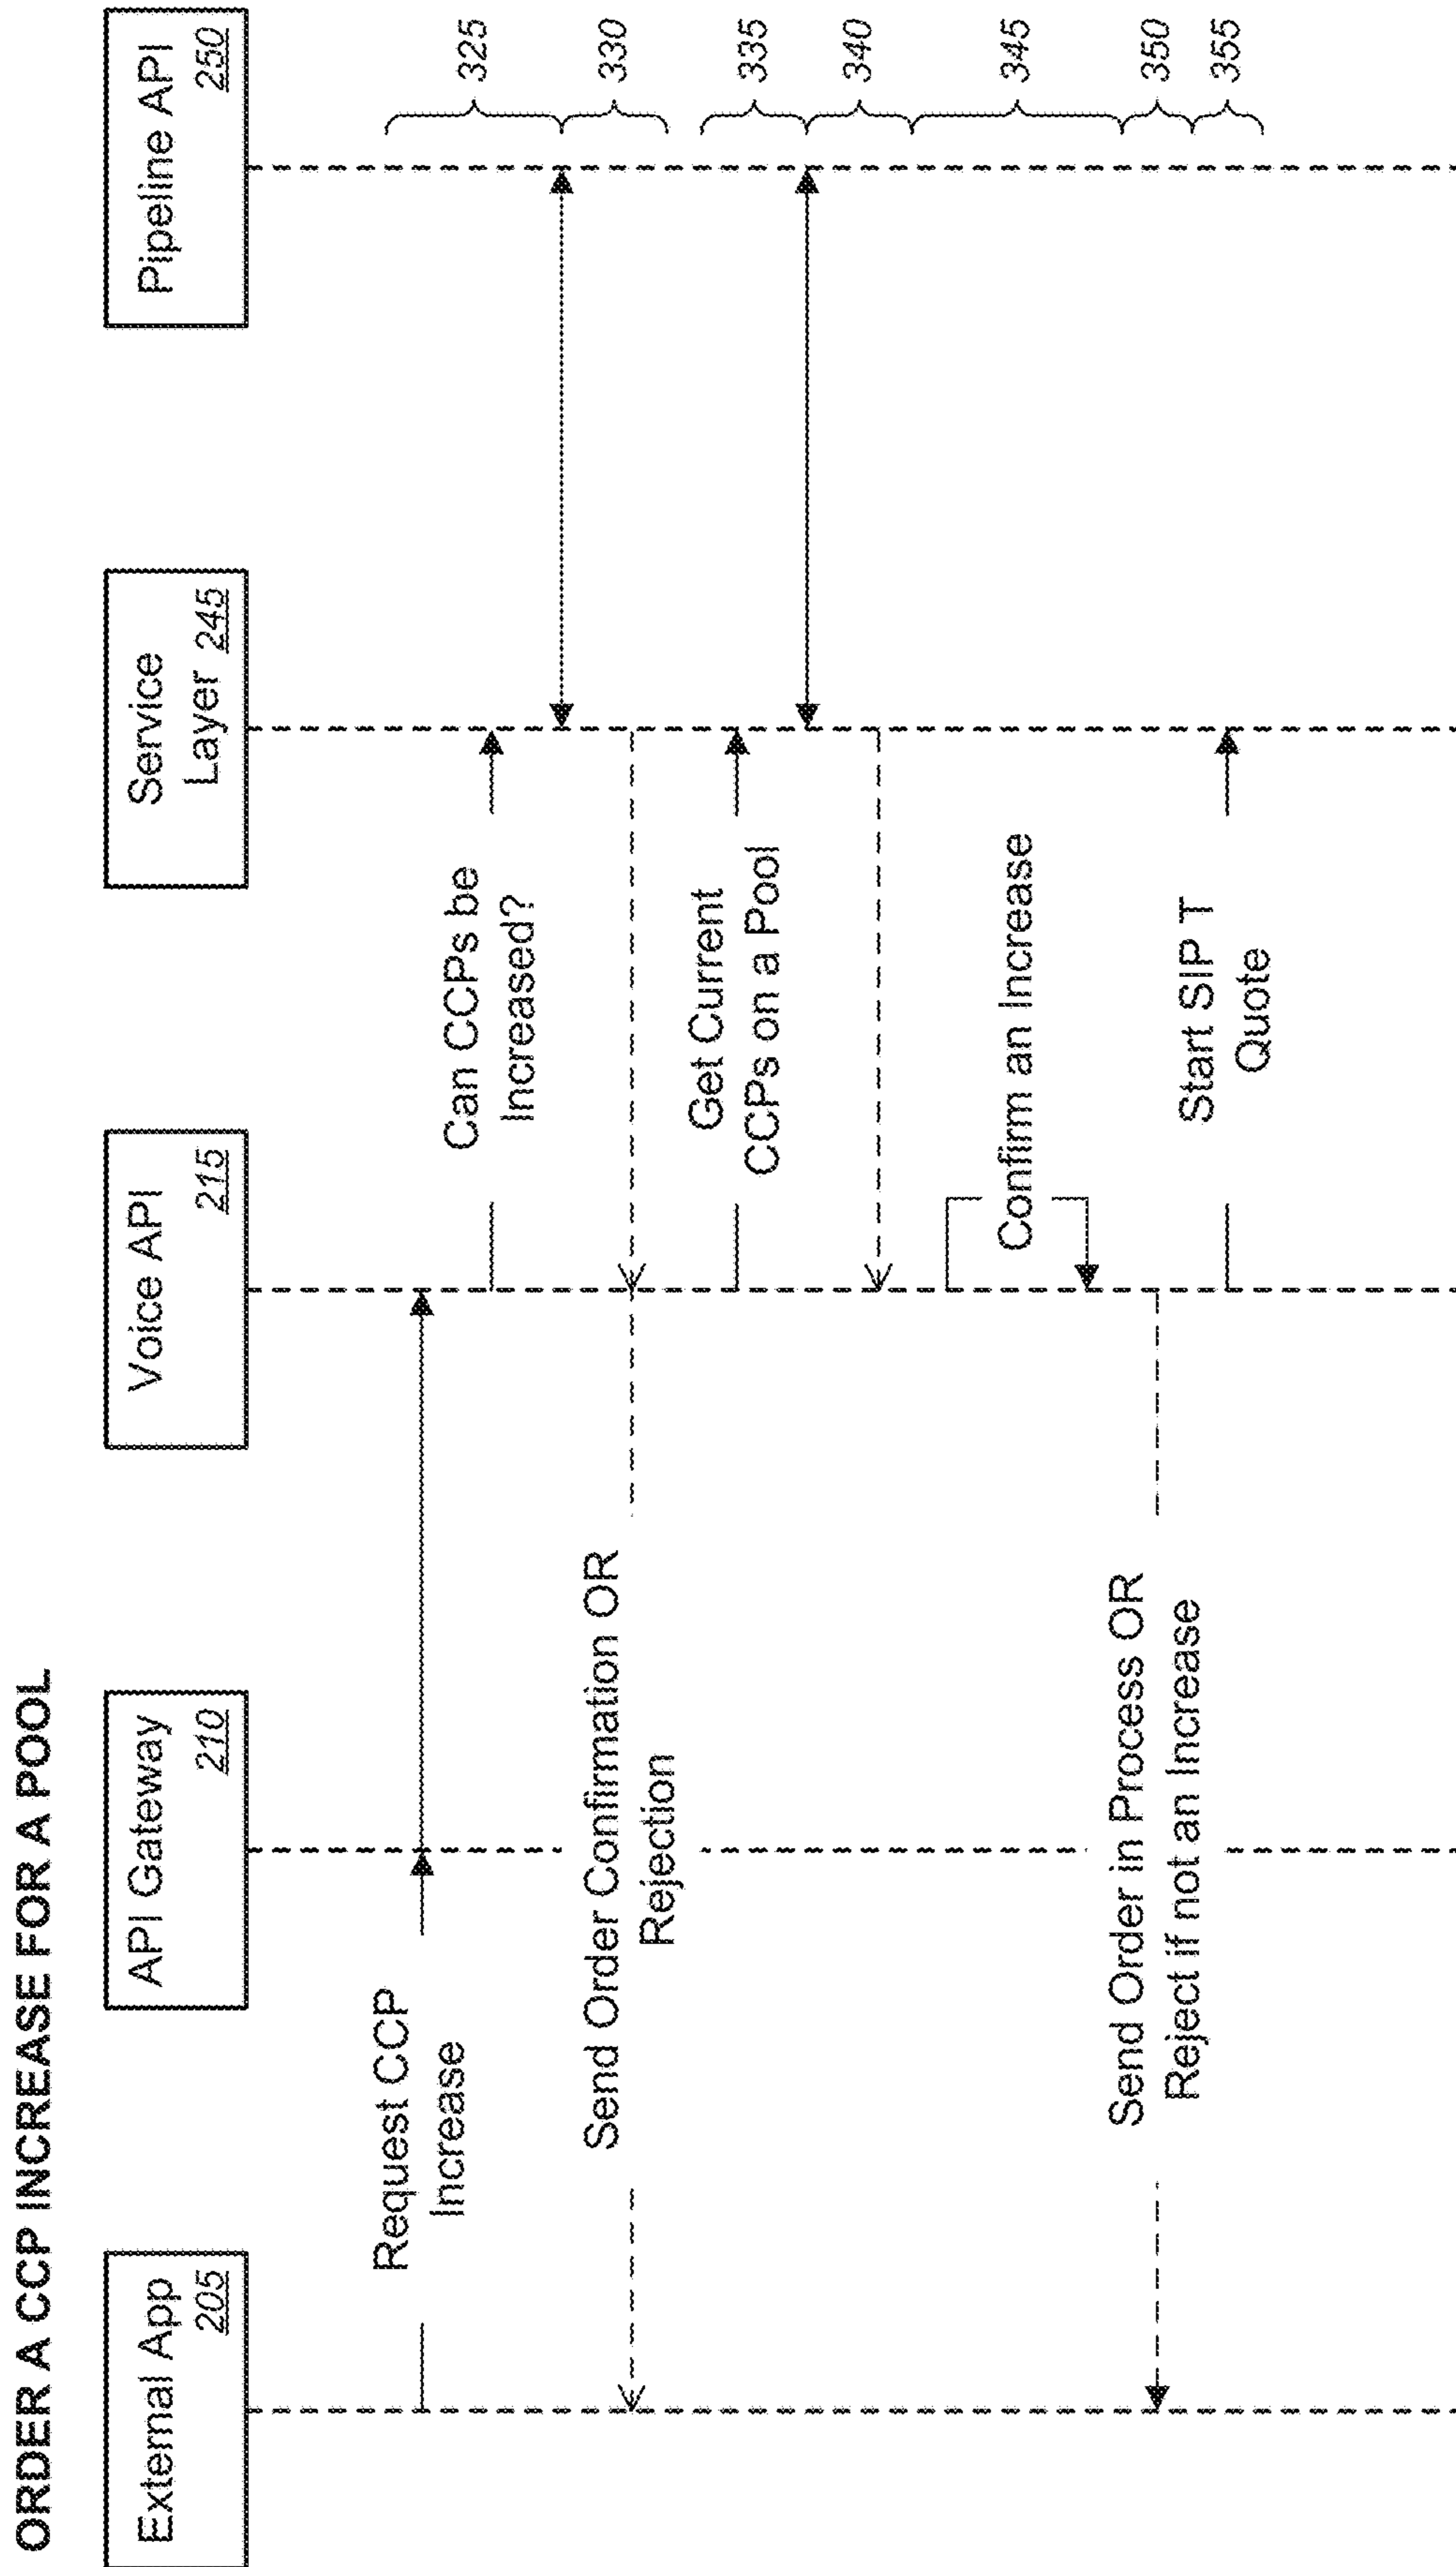 ORDER A CCP INCREASE FOR A POOL
External App
205
API Gateway
210
Voice API
215
Service
Layer 245
Pipeline API
250
Request CCP
Increase
Can CCPs be
Increased?
325
Send Order Confirmation OR
Rejection
330
Get Current
CCPs on a Pool
335
340
Confirm an Increase
345
Send Order in Process OR
Reject if not an Increase
350
Start SIP T
Quote
355